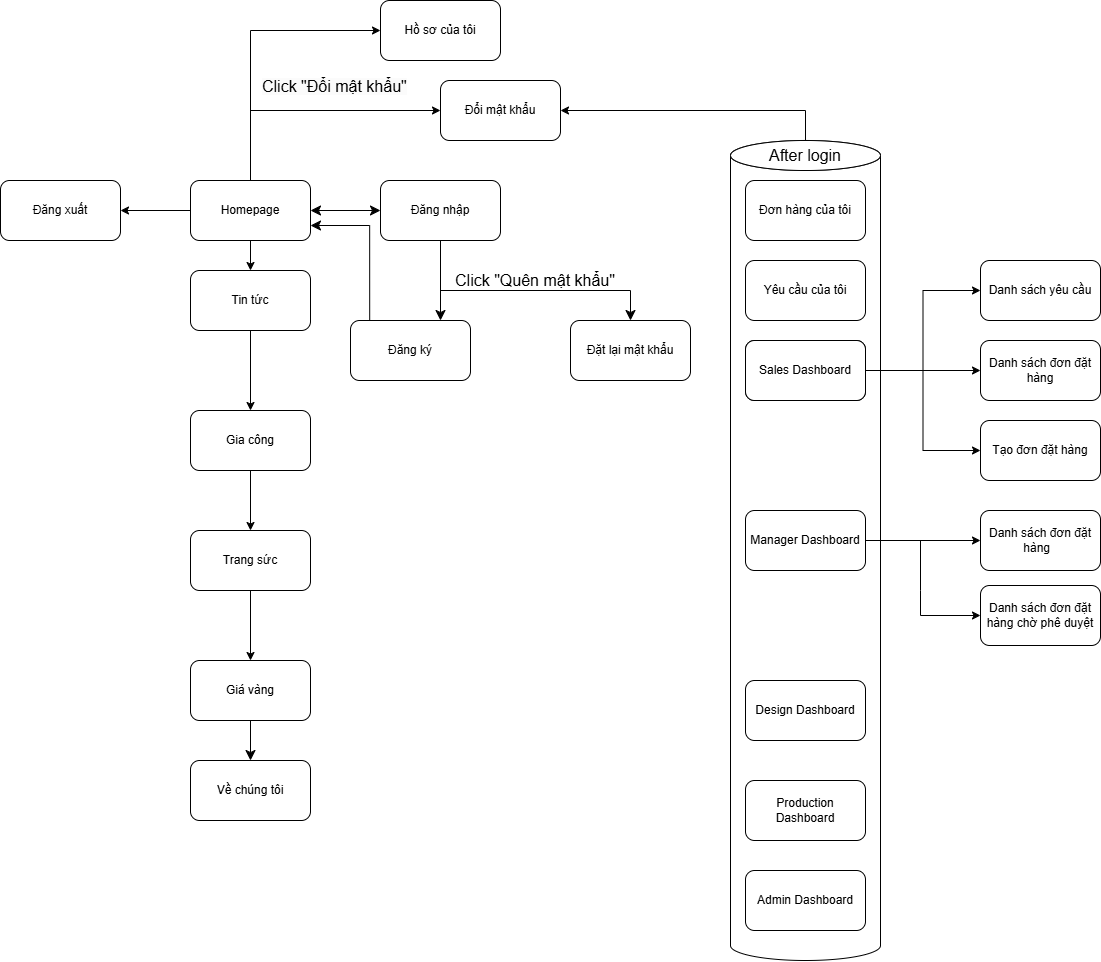 Hồ sơ của tôi
Click "Đổi mật khẩu"
Đổi mật khẩu
After login
Đăng xuất
Homepage
Đăng nhập
Đơn hàng của tôi
Click "Quên mật khẩu"
Yêu cầu của tôi
Danh sách yêu cầu
Tin tức
Đăng ký
Đặt lại mật khẩu
Sales Dashboard
Danh sách đơn đặt
hàng
Gia công
Tạo đơn đặt hàng
Trang sức
Manager Dashboard
Danh sách đơn đặt
hàng
Danh sách đơn đặt
hàng chờ phê duyệt
Giá vàng
Design Dashboard
Về chúng tôi
Production
Dashboard
Admin Dashboard